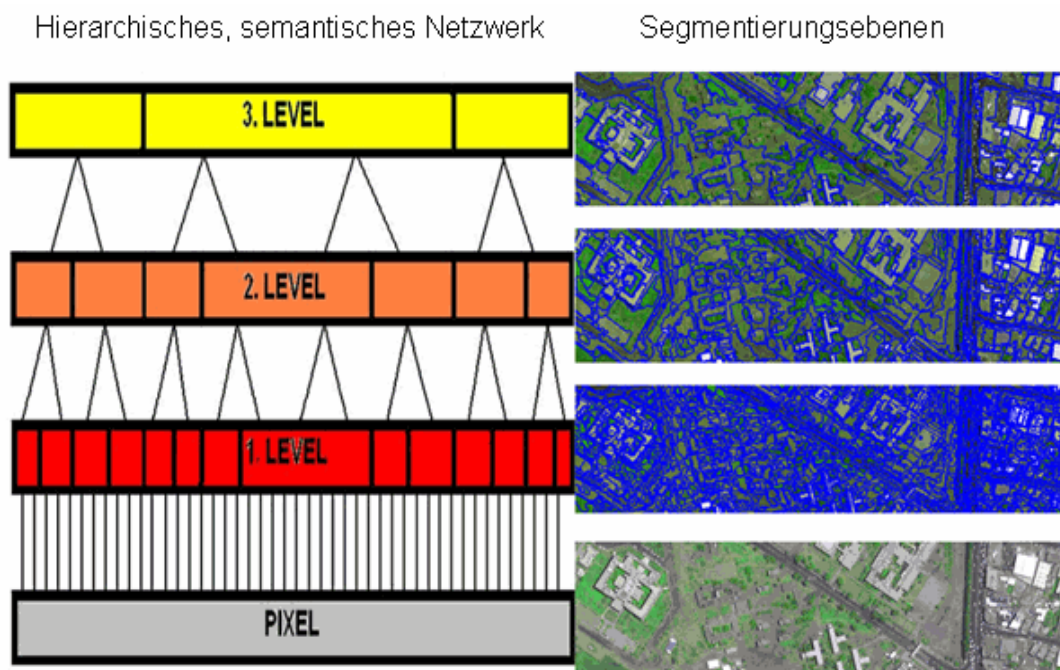 Hierarchisches, semantisches Netzwerk
Segmentierungsebenen
3. LEVEL
2. LEVEL
1. LEVEL
PIXEL